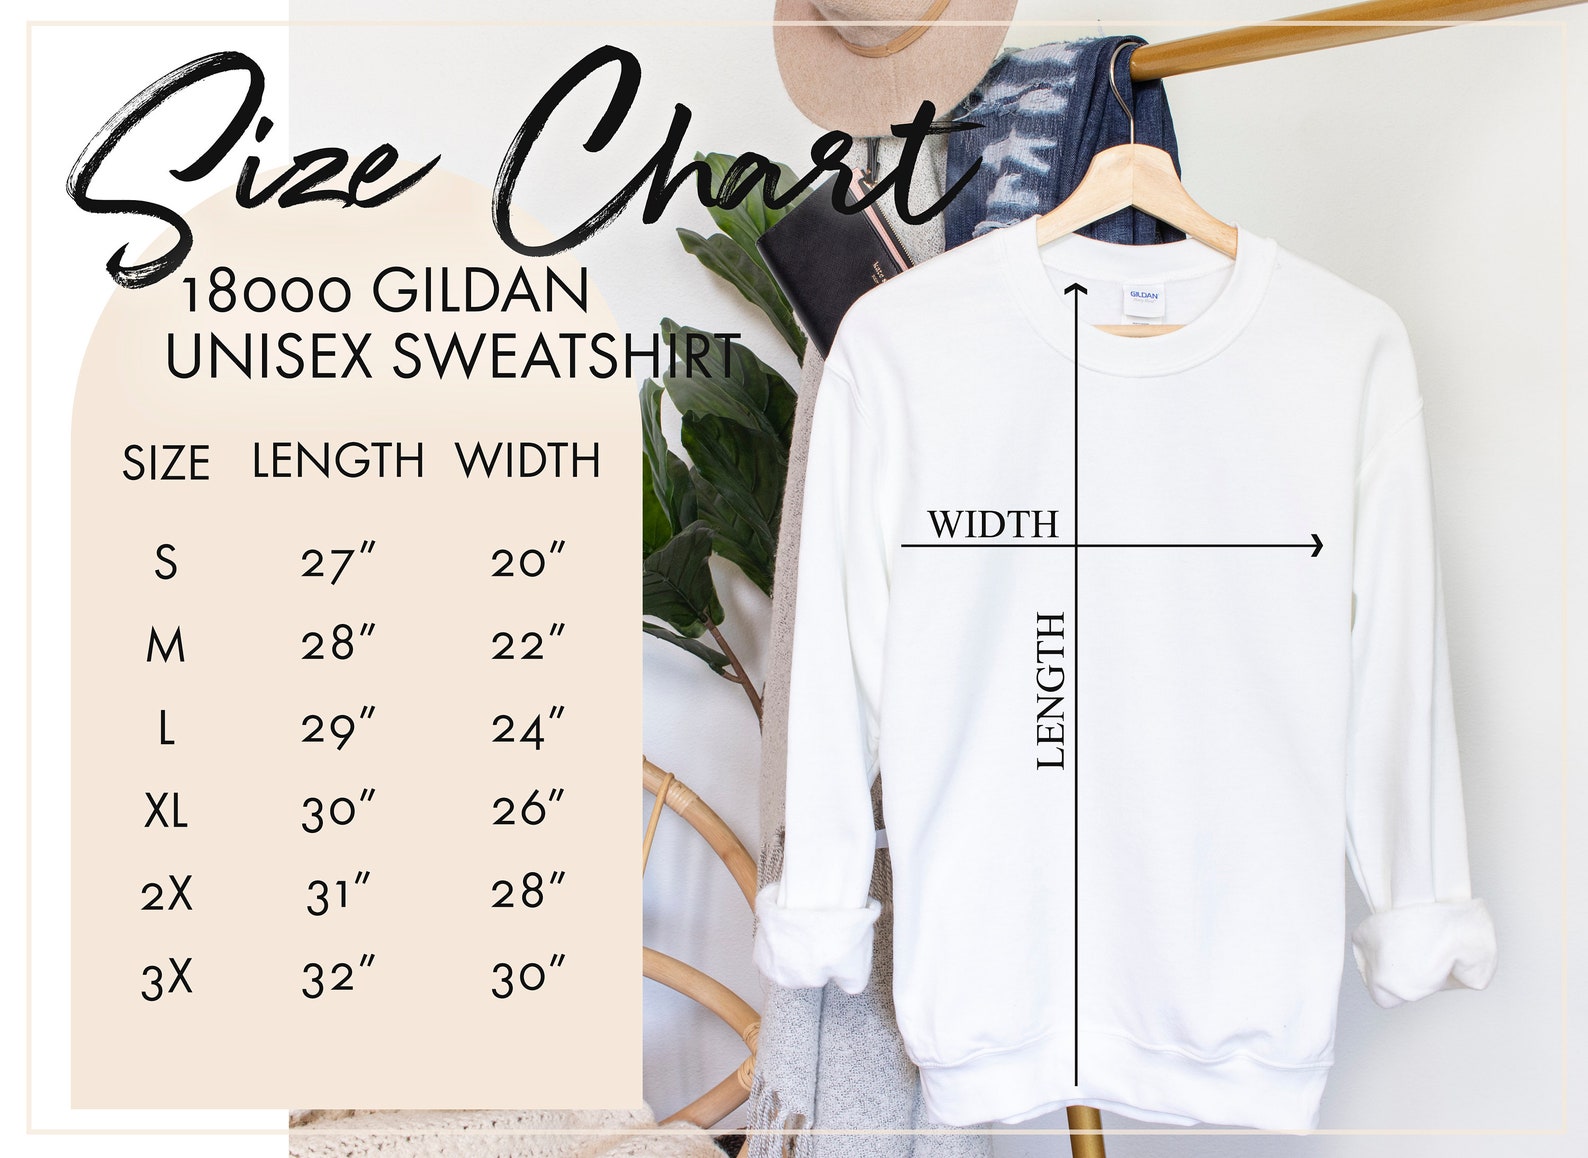 Size Chart
18000 GILDAN
UNISEX SWEATSHIRT
SIZE LENGTH WIDTH
S 27" 20"
M 28" 22"
L 29" 24"
XL 30" 26"
2X 31" 28"
3X 32" 30"
GILDAN
WIDTH
LENGTH